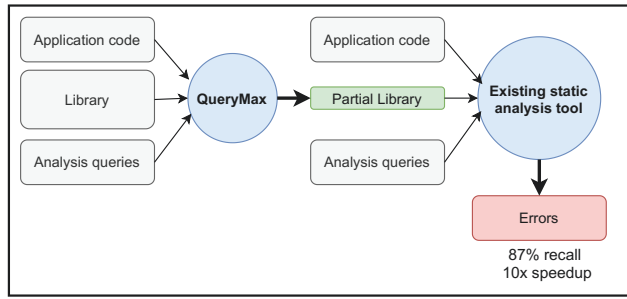 Application code
Library
Analysis queries
QueryMax
Application code
Partial Library
Analysis queries
Existing static
analysis tool
Errors
87% recall
10x speedup